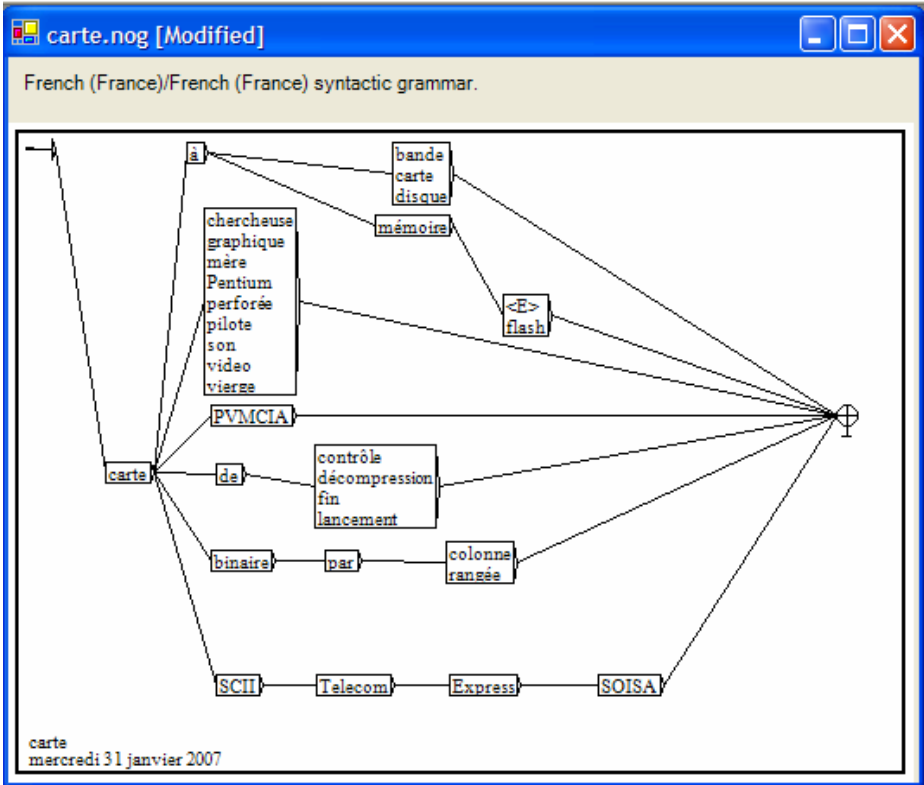 carte.nog [Modified]
French (France)/French (France) syntactic grammar.
à
bande
carte
disque
mémoire
<E>
flash
chercheuse
graphique
mère
Pentium
perforée
pilote
son
video
vierge
PVMCIA
carte
de
contrôle
décompression
fin
lancement
binaire
par
colonne
rangée
SCII
Telecom
Express
SOISA
carte
mercredi 31 janvier 2007